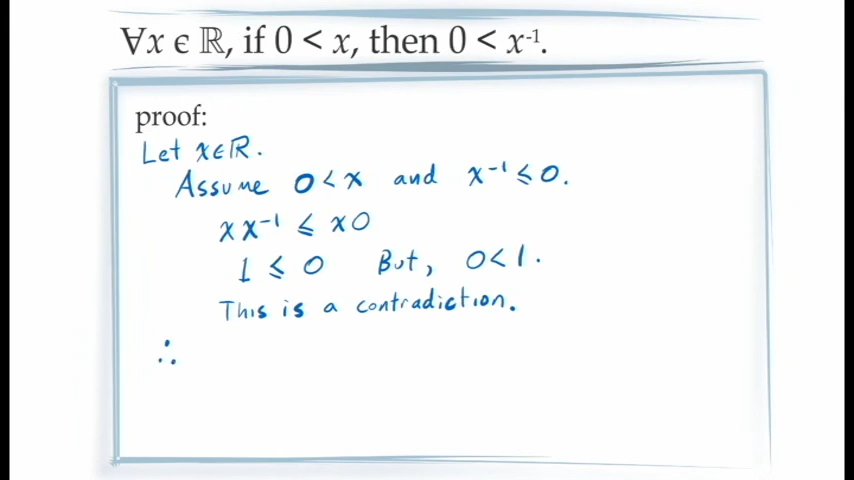 ∀x ϵ ℝ, if 0 < x, then 0 < x⁻¹.
proof:
Let x∈ℝ.
Assume 0 < x and x⁻¹ ⩽ 0.
x x⁻¹ ⩽ x0
1 ⩽ 0 But, 0 < 1.
This is a contradiction.
∴